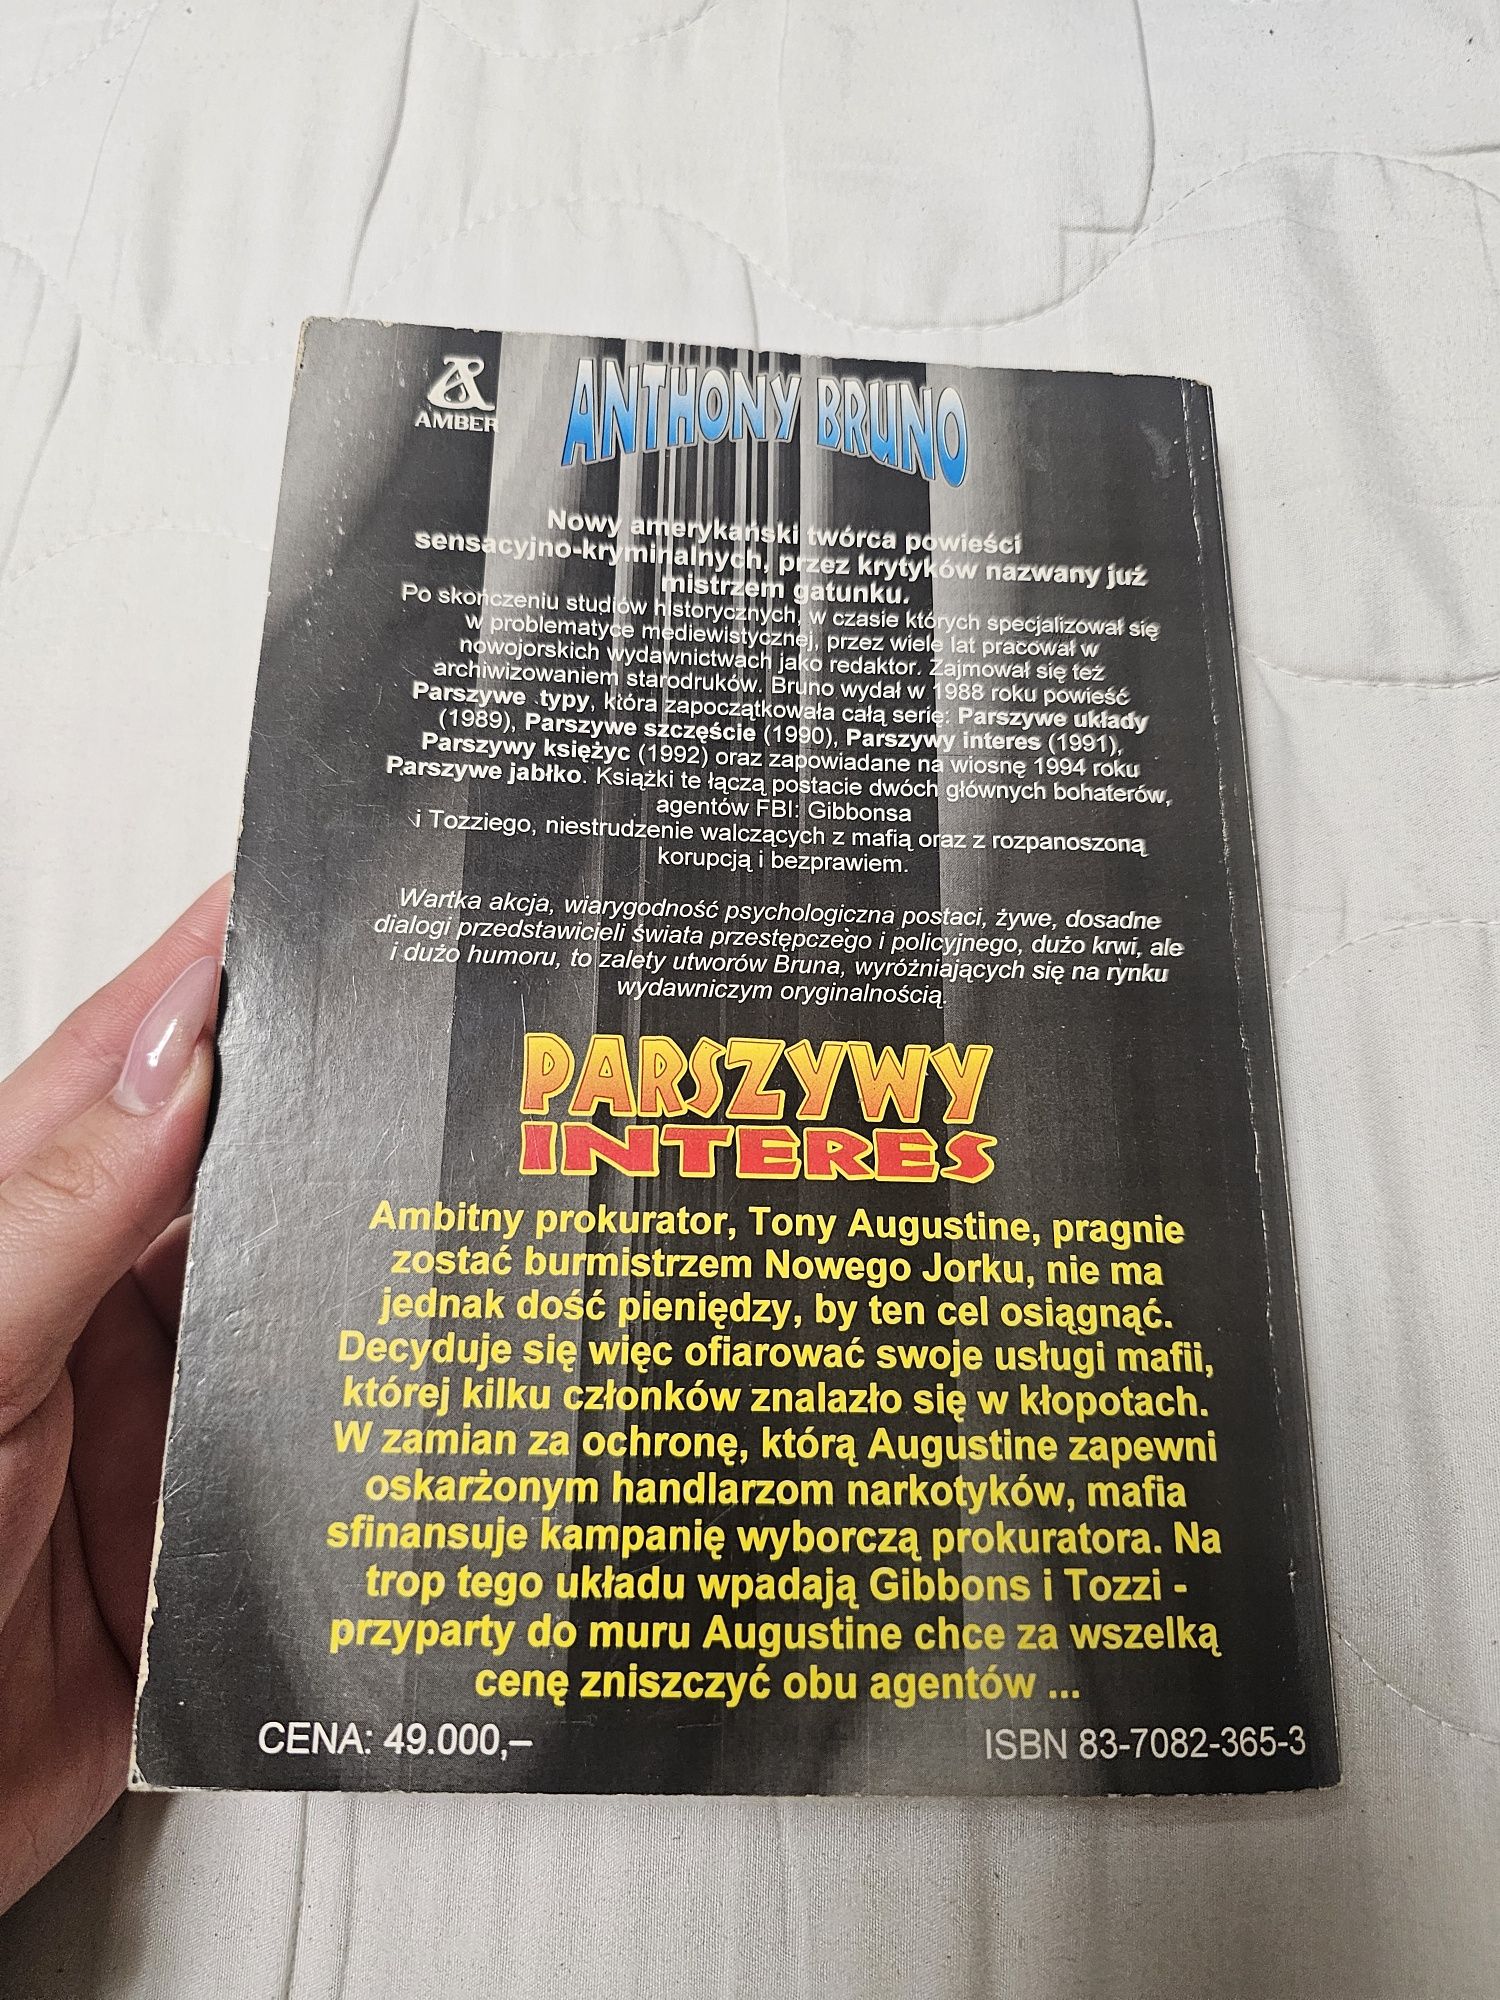 AMBER
ANTHONY BRUNO
Nowy amerykański twórca powieści
sensacyjno-kryminalnych, przez krytyków nazwany już
mistrzem gatunku.
Po skończeniu studiów historycznych, w czasie których specjalizował się
w problematyce mediewistycznej, przez wiele lat pracował w
nowojorskich wydawnictwach jako redaktor. Zajmował się też
archiwizowaniem starodruków. Bruno wydał w 1988 roku powieść
Parszywe typy, która zapoczątkowała całą serię: Parszywe układy
(1989), Parszywe szczęście (1990), Parszywy interes (1991),
Parszywy księżyc (1992) oraz zapowiadane na wiosnę 1994 roku
Parszywe jabłko. Książki te łączą postacie dwóch głównych bohaterów,
agentów FBI: Gibbonsa
i Tozziego, niestrudzenie walczących z mafią oraz z rozpanoszoną
korupcją i bezprawiem.
Wartka akcja, wiarygodność psychologiczna postaci, żywe, dosadne
dialogi przedstawicieli świata przestępczego i policyjnego, dużo krwi, ale
i dużo humoru, to zalety utworów Bruna, wyróżniających się na rynku
wydawniczym oryginalnością.
PARSZYWY
INTERES
Ambitny prokurator, Tony Augustine, pragnie
zostać burmistrzem Nowego Jorku, nie ma
jednak dość pieniędzy, by ten cel osiągnąć.
Decyduje się więc ofiarować swoje usługi mafii,
której kilku członków znalazło się w kłopotach.
W zamian za ochronę, którą Augustine zapewni
oskarżonym handlarzom narkotyków, mafia
sfinansuje kampanię wyborczą prokuratora. Na
trop tego układu wpadają Gibbons i Tozzi -
przyparty do muru Augustine chce za wszelką
cenę zniszczyć obu agentów ...
CENA: 49.000,–
ISBN 83-7082-365-3